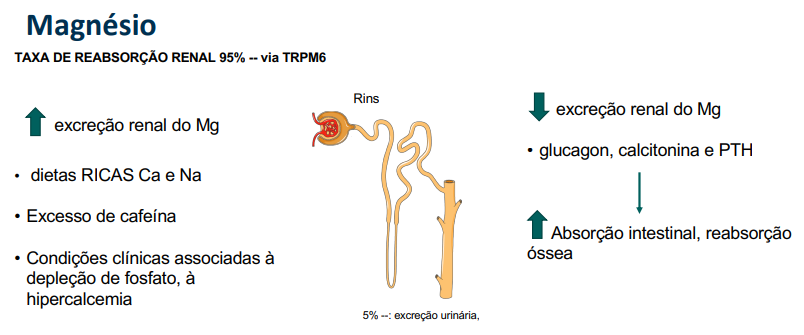 Magnésio
TAXA DE REABSORÇÃO RENAL 95% -- via TRPM6
excreção renal do Mg
• dietas RICAS Ca e Na
• Excesso de cafeína
• Condições clínicas associadas à
depleção de fosfato, à
hipercalcemia
Rins
5% --: excreção urinária,
excreção renal do Mg
• glucagon, calcitonina e PTH
Absorção intestinal, reabsorção
óssea